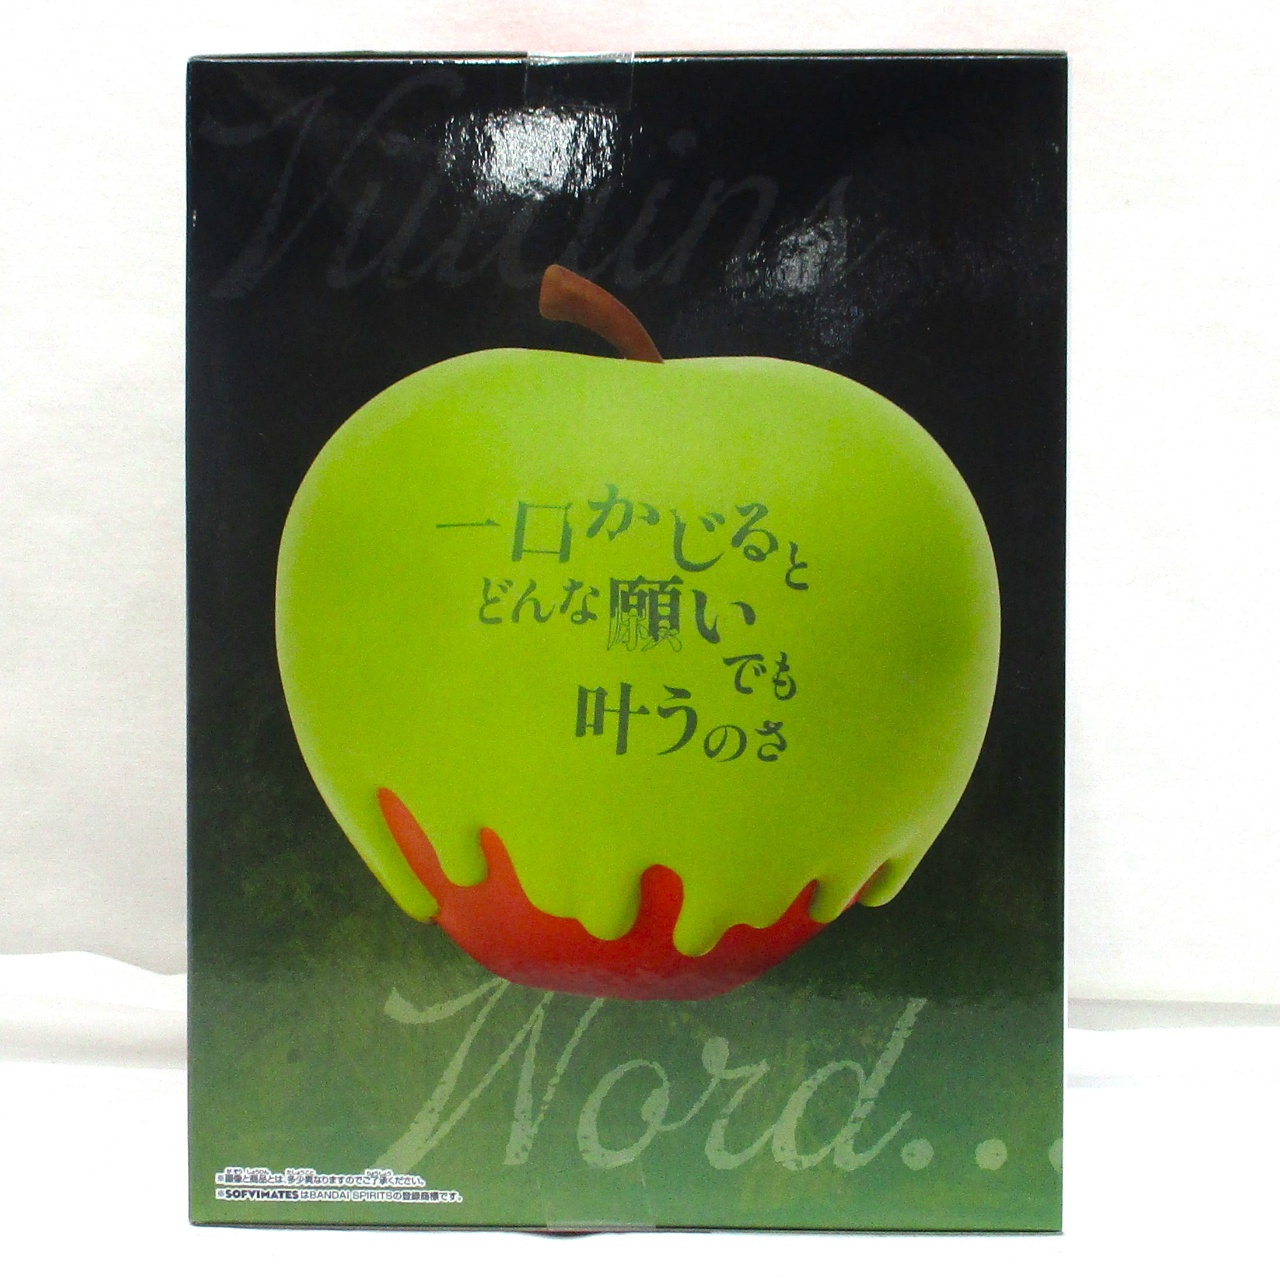 Villains
一口かじると
どんな願い
でも
叶うのさ
Word...
※画像と商品とは、多少異なりますのでご了承ください。
※SOFVIMATESはBANDAI SPIRITSの登録商標です。